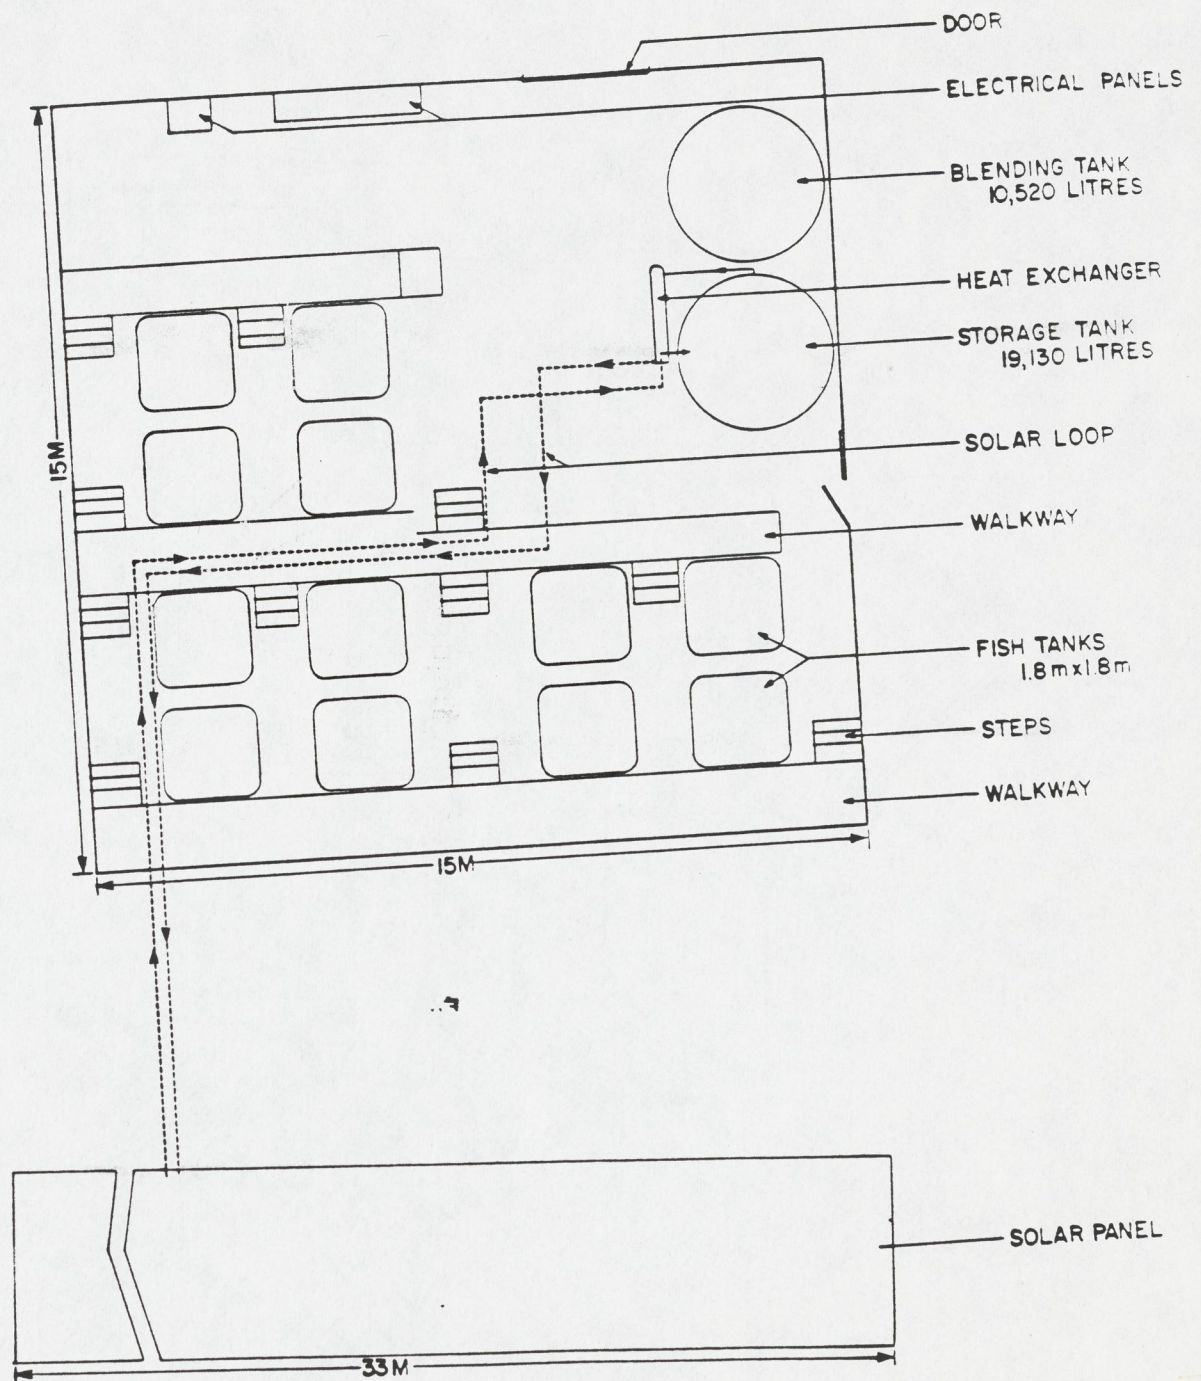 DOOR
ELECTRICAL PANELS
BLENDING TANK
10,520 LITRES
HEAT EXCHANGER
STORAGE TANK
19,130 LITRES
15M
SOLAR LOOP
WALKWAY
FISH TANKS
1.8m x 1.8m
STEPS
WALKWAY
15M
SOLAR PANEL
33M